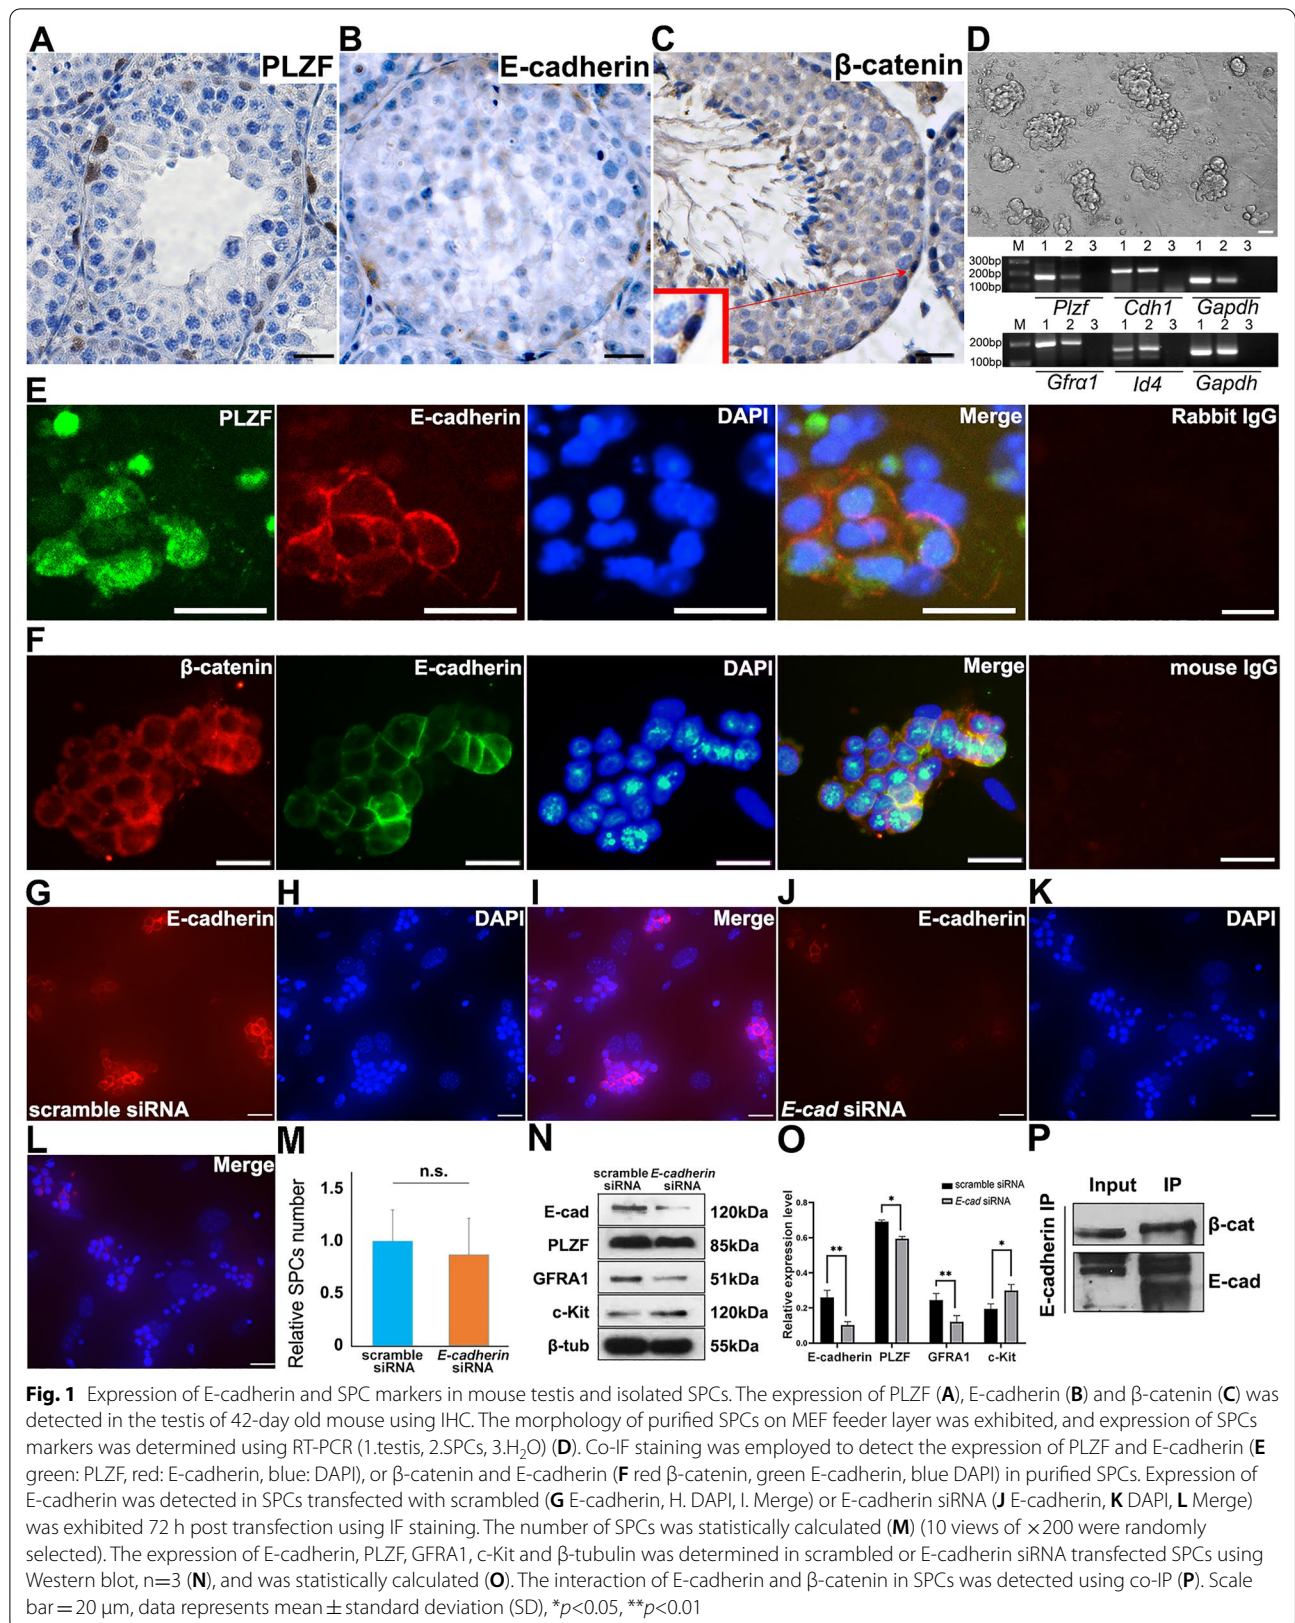 A
PLZF
B
E-cadherin
C
β-catenin
D
M 1 2 3 1 2 3 1 2 3
300bp
200bp
100bp
Plzf Cdh1 Gapdh
M 1 2 3 1 2 3 1 2 3
200bp
100bp
Gfrα1 Id4 Gapdh
E
PLZF
E-cadherin
DAPI
Merge
Rabbit IgG
F
β-catenin
E-cadherin
DAPI
Merge
mouse IgG
G
E-cadherin
scramble siRNA
H
DAPI
I
Merge
J
E-cadherin
E-cad siRNA
K
DAPI
L
Merge
M
Relative SPCs number
1.5
1.0
0.5
0
n.s.
scramble
siRNA
E-cadherin
siRNA
N
scramble
siRNA
E-cadherin
siRNA
E-cad 120kDa
PLZF 85kDa
GFRA1 51kDa
c-Kit 120kDa
β-tub 55kDa
O
Relative expression level
0.8
0.6
0.4
0.2
0.0
scramble siRNA
E-cad siRNA
**
*
**
*
E-cadherin PLZF GFRA1 c-Kit
P
E-cadherin IP
Input IP
β-cat
E-cad
Fig. 1 Expression of E-cadherin and SPC markers in mouse testis and isolated SPCs. The expression of PLZF (A), E-cadherin (B) and β-catenin (C) was
detected in the testis of 42-day old mouse using IHC. The morphology of purified SPCs on MEF feeder layer was exhibited, and expression of SPCs
markers was determined using RT-PCR (1.testis, 2.SPCs, 3.H₂O) (D). Co-IF staining was employed to detect the expression of PLZF and E-cadherin (E
green: PLZF, red: E-cadherin, blue: DAPI), or β-catenin and E-cadherin (F red β-catenin, green E-cadherin, blue DAPI) in purified SPCs. Expression of
E-cadherin was detected in SPCs transfected with scrambled (G E-cadherin, H. DAPI, I. Merge) or E-cadherin siRNA (J E-cadherin, K DAPI, L Merge)
was exhibited 72 h post transfection using IF staining. The number of SPCs was statistically calculated (M) (10 views of ×200 were randomly
selected). The expression of E-cadherin, PLZF, GFRA1, c-Kit and β-tubulin was determined in scrambled or E-cadherin siRNA transfected SPCs using
Western blot, n=3 (N), and was statistically calculated (O). The interaction of E-cadherin and β-catenin in SPCs was detected using co-IP (P). Scale
bar = 20 μm, data represents mean ± standard deviation (SD), *p<0.05, **p<0.01